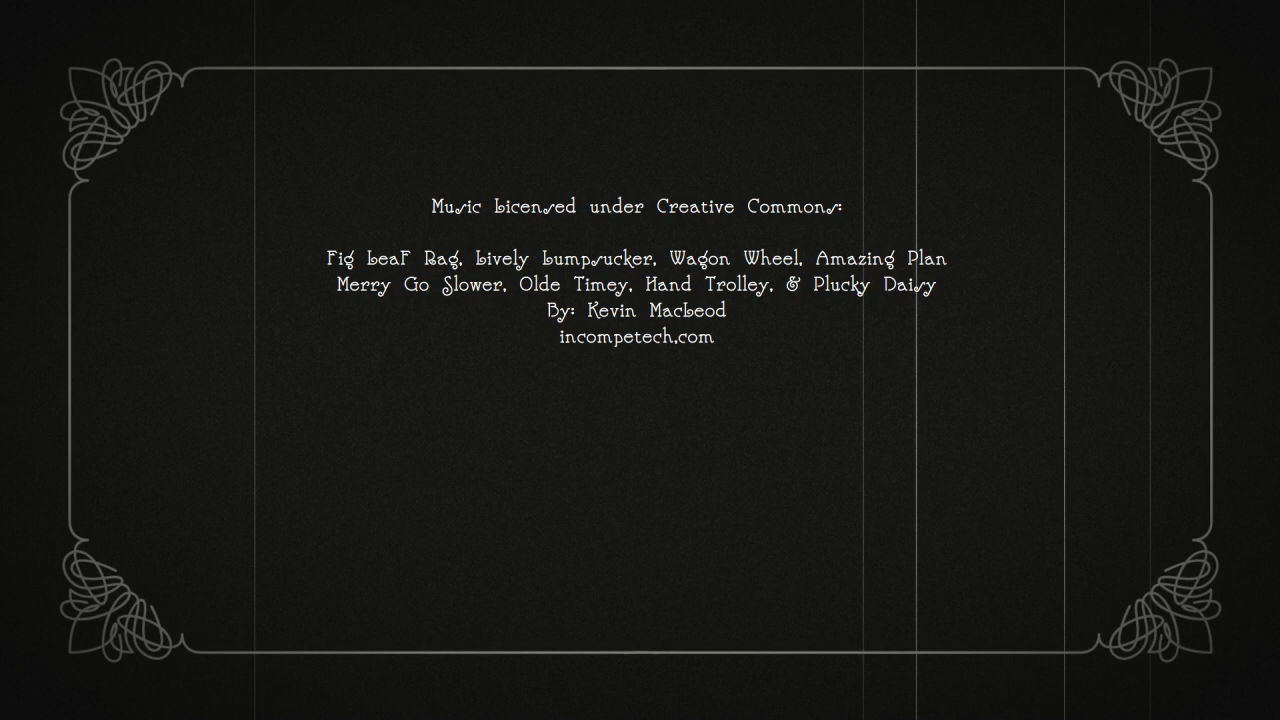 Music Licensed under Creative Commons:
Fig Leaf Rag, Lively Lumpsucker, Wagon Wheel, Amazing Plan
Merry Go Slower, Olde Timey, Hand Trolley, & Plucky Daisy
By: Kevin MacLeod
incompetech.com